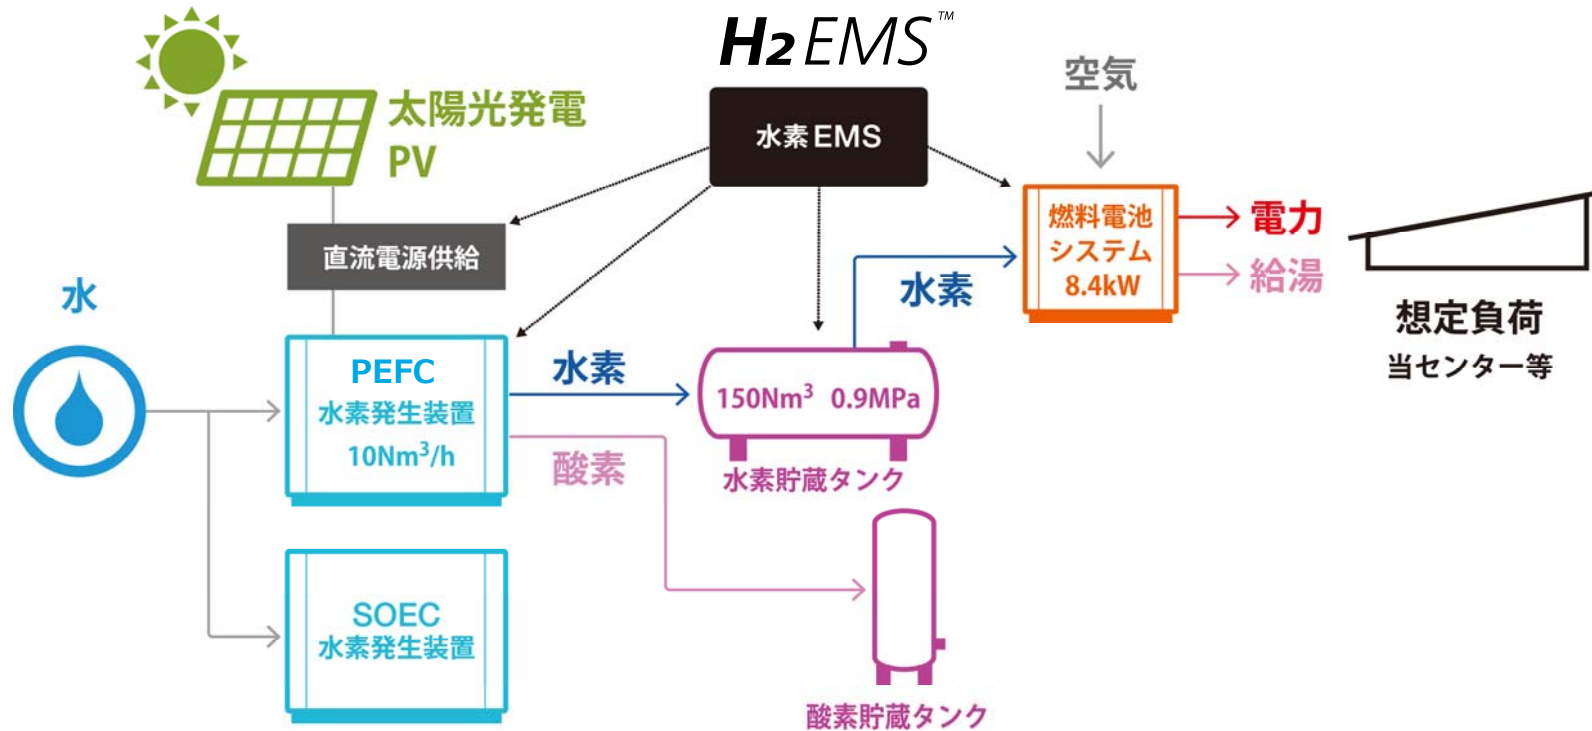 H2EMS™
太陽光発電
PV
水素EMS
空気
直流電源供給
燃料電池
システム
8.4kW
電力
給湯
水
水素
PEFC
水素発生装置
10Nm³/h
水素
酸素
150Nm³ 0.9MPa
水素貯蔵タンク
想定負荷
当センター等
SOEC
水素発生装置
酸素貯蔵タンク